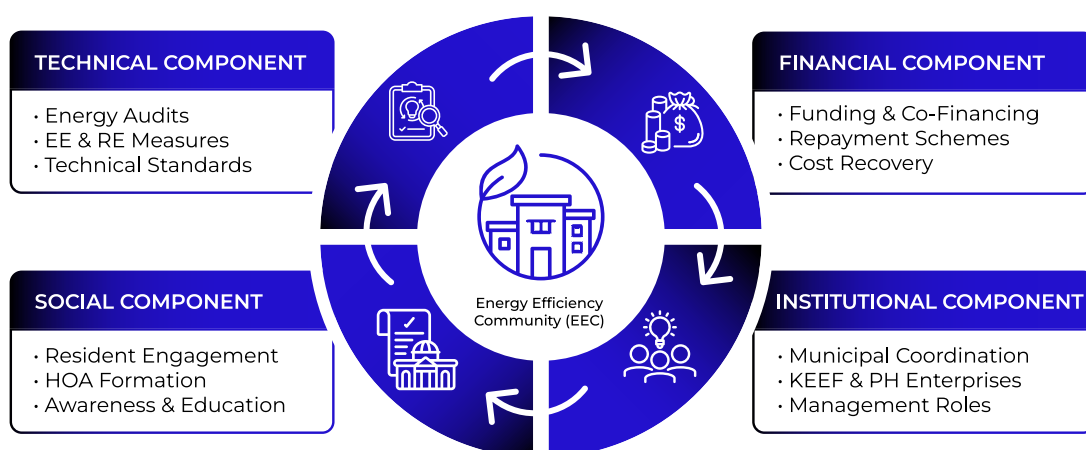 TECHNICAL COMPONENT
· Energy Audits
· EE & RE Measures
· Technical Standards
FINANCIAL COMPONENT
· Funding & Co-Financing
· Repayment Schemes
· Cost Recovery
$
Energy Efficiency
Community (EEC)
SOCIAL COMPONENT
· Resident Engagement
· HOA Formation
· Awareness & Education
INSTITUTIONAL COMPONENT
· Municipal Coordination
· KEEF & PH Enterprises
· Management Roles